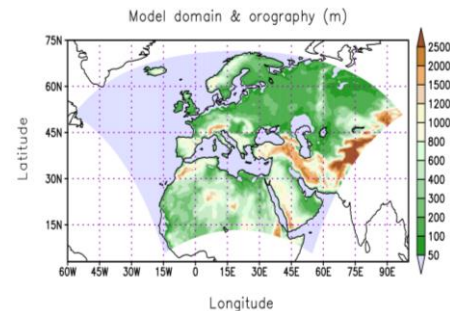 Model domain & orography (m)
75N
60N
45N
30N
15N
Latitude
60W 45W 30W 15W 0 15E 30E 45E 60E 75E 90E
Longitude
2500
2000
1500
1200
1000
800
600
400
300
200
100
50